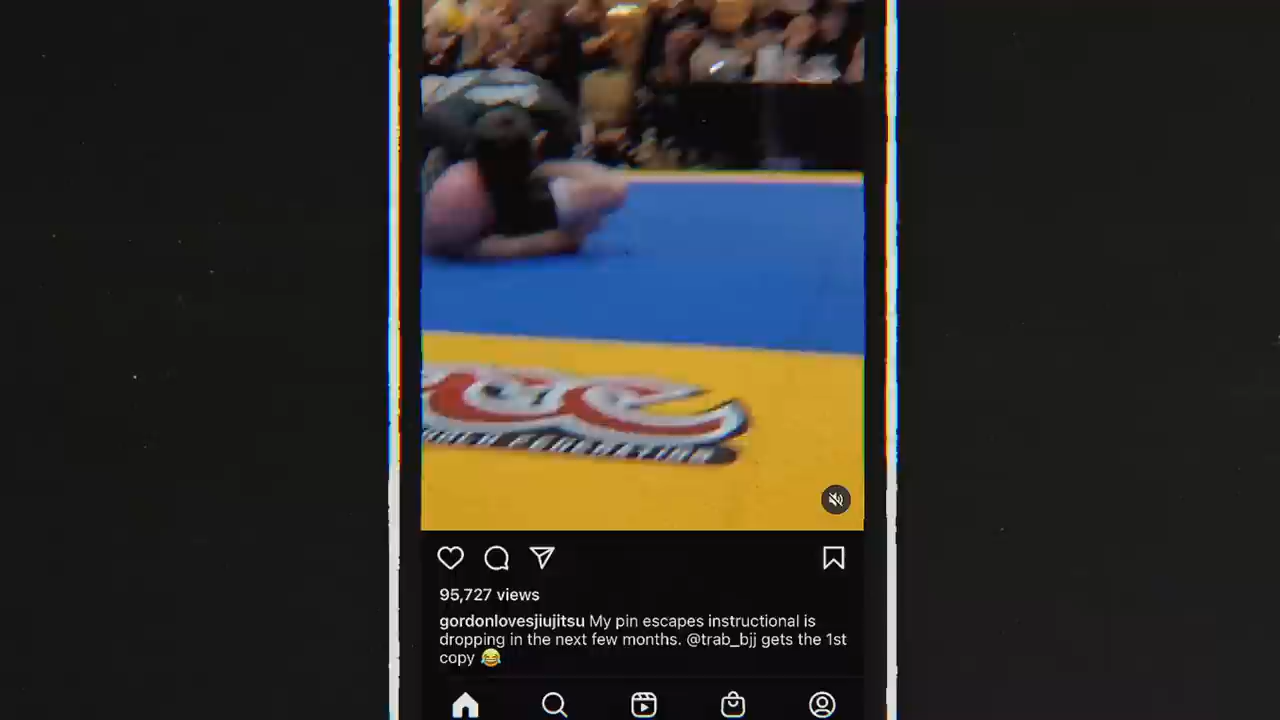 FEDERATION
95,727 views
gordonlovesjiujitsu My pin escapes instructional is
dropping in the next few months. @trab_bjj gets the 1st
copy 😂